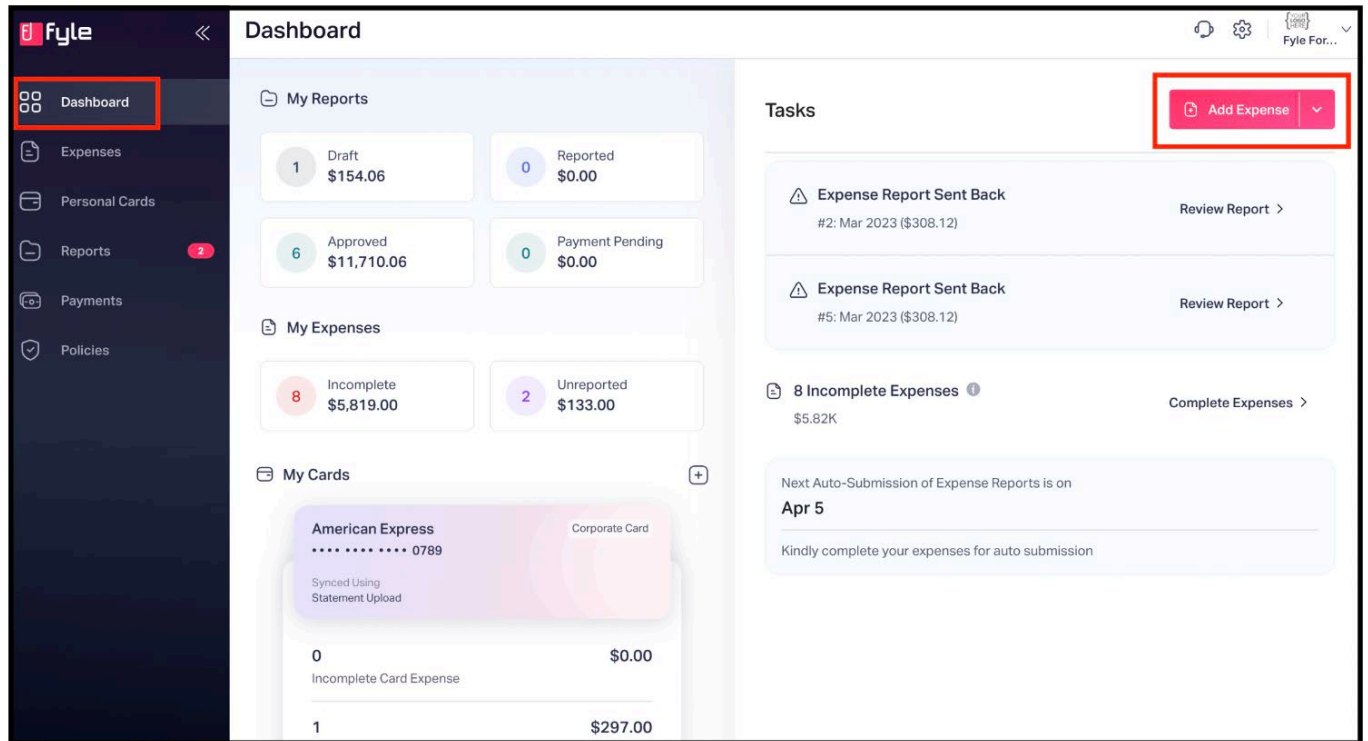 fyle
Dashboard
Expenses
Personal Cards
Reports
2
Payments
Policies
Dashboard
{YOUR
LOGO
HERE}
Fyle For...
My Reports
1
Draft
$154.06
0
Reported
$0.00
6
Approved
$11,710.06
0
Payment Pending
$0.00
My Expenses
8
Incomplete
$5,819.00
2
Unreported
$133.00
My Cards
American Express
Corporate Card
•••• •••• •••• 0789
Synced Using
Statement Upload
0 $0.00
Incomplete Card Expense
1 $297.00
Tasks
Add Expense
Expense Report Sent Back
#2: Mar 2023 ($308.12)
Review Report >
Expense Report Sent Back
#5: Mar 2023 ($308.12)
Review Report >
8 Incomplete Expenses
$5.82K
Complete Expenses >
Next Auto-Submission of Expense Reports is on
Apr 5
Kindly complete your expenses for auto submission